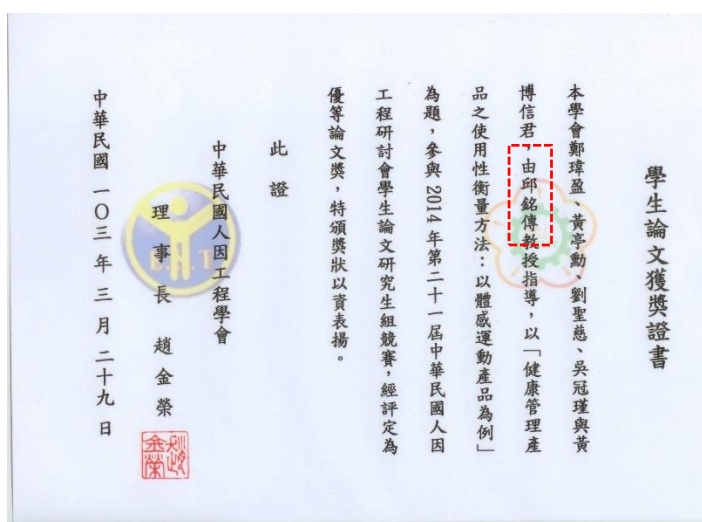 學生論文獲獎證書
本學會鄭瑋盈、黃亭勳、劉聖慈、吳冠瑾與黃
博信君，由邱銘傳教授指導，以「健康管理產
品之使用性衡量方法：以體感運動產品為例」
為題，參與 2014 年第二十一屆中華民國人因
工程研討會學生論文研究生組競賽，經評定為
優等論文獎，特頒獎狀以資表揚。
此證
中華民國人因工程學會
理事長 趙金榮
趙金榮
中華民國 一〇三 年 三 月 二十九 日